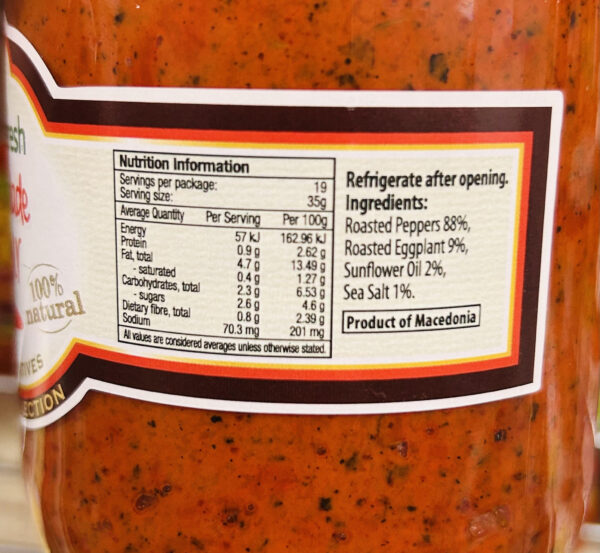 esh
ade
100%
natural
TIVES
ECTION
Nutrition Information
Servings per package: 19
Serving size: 35g
Average Quantity Per Serving Per 100g
Energy 57 kJ 162.96 kJ
Protein 0.9 g 2.62 g
Fat, total 4.7 g 13.49 g
- saturated 0.4 g 1.27 g
Carbohydrates, total 2.3 g 6.53 g
- sugars 2.6 g 4.6 g
Dietary fibre, total 0.8 g 2.39 g
Sodium 70.3 mg 201 mg
All values are considered averages unless otherwise stated.
Refrigerate after opening.
Ingredients:
Roasted Peppers 88%,
Roasted Eggplant 9%,
Sunflower Oil 2%,
Sea Salt 1%.
Product of Macedonia